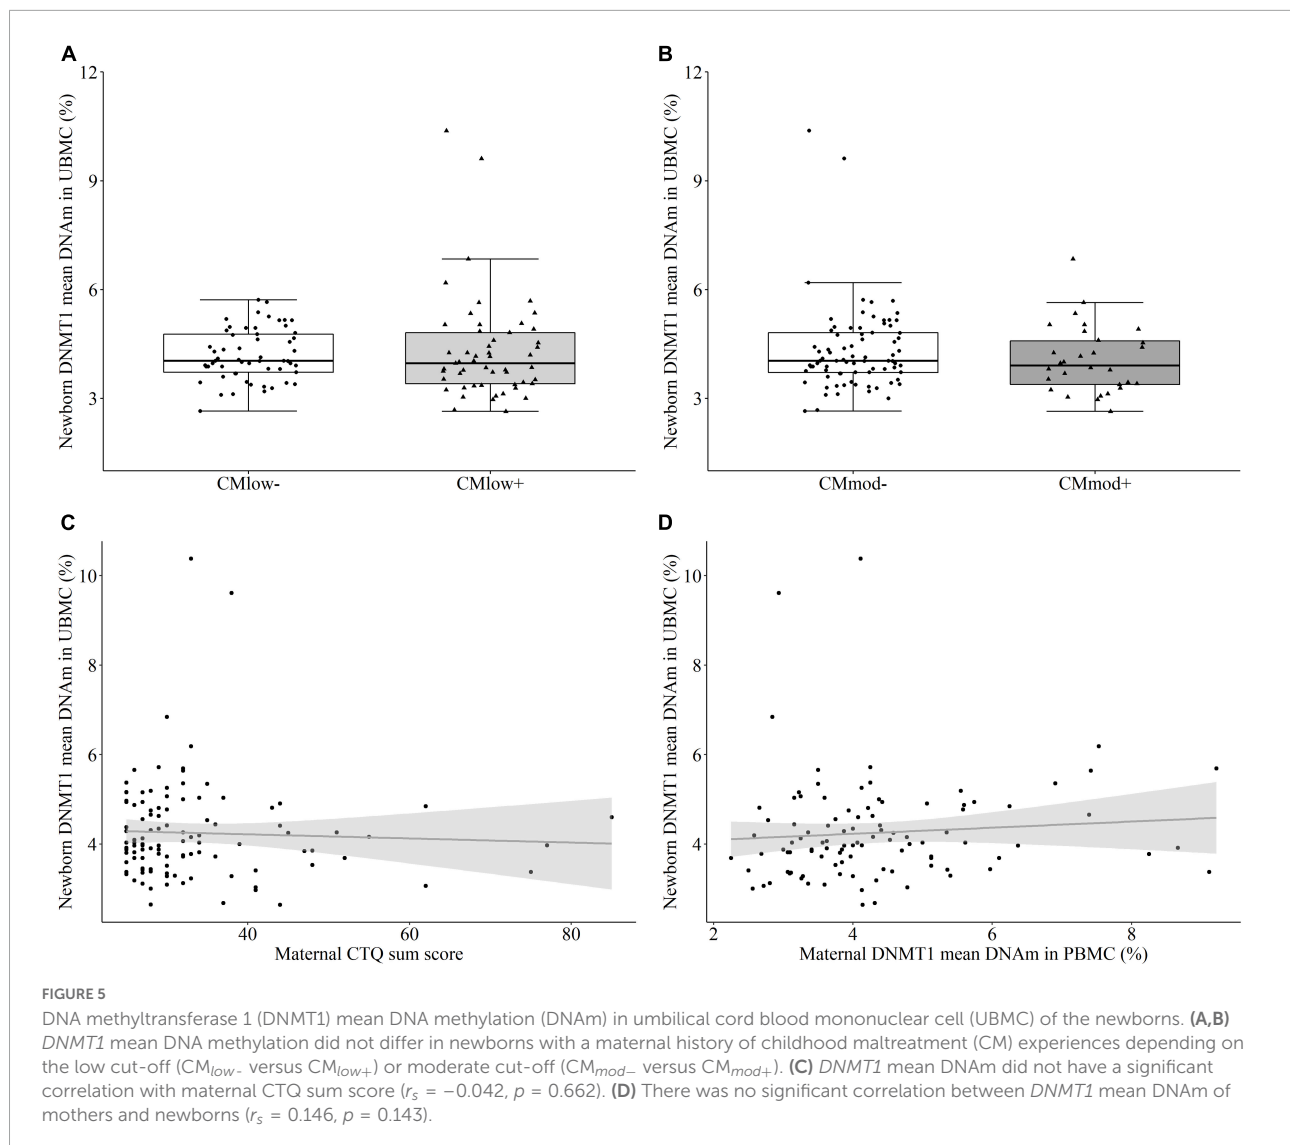 A
B
Newborn DNMT1 mean DNAm in UBMC (%)
12
9
6
3
CMlow-
CMlow+
Newborn DNMT1 mean DNAm in UBMC (%)
12
9
6
3
CMmod-
CMmod+
C
D
Newborn DNMT1 mean DNAm in UBMC (%)
10
8
6
4
40
60
80
Maternal CTQ sum score
Newborn DNMT1 mean DNAm in UBMC (%)
10
8
6
4
2
4
6
8
Maternal DNMT1 mean DNAm in PBMC (%)
FIGURE 5
DNA methyltransferase 1 (DNMT1) mean DNA methylation (DNAm) in umbilical cord blood mononuclear cell (UBMC) of the newborns. (A,B)
DNMT1 mean DNA methylation did not differ in newborns with a maternal history of childhood maltreatment (CM) experiences depending on
the low cut-off (CMlow- versus CMlow+) or moderate cut-off (CMmod− versus CMmod+). (C) DNMT1 mean DNAm did not have a significant
correlation with maternal CTQ sum score (rs = −0.042, p = 0.662). (D) There was no significant correlation between DNMT1 mean DNAm of
mothers and newborns (rs = 0.146, p = 0.143).